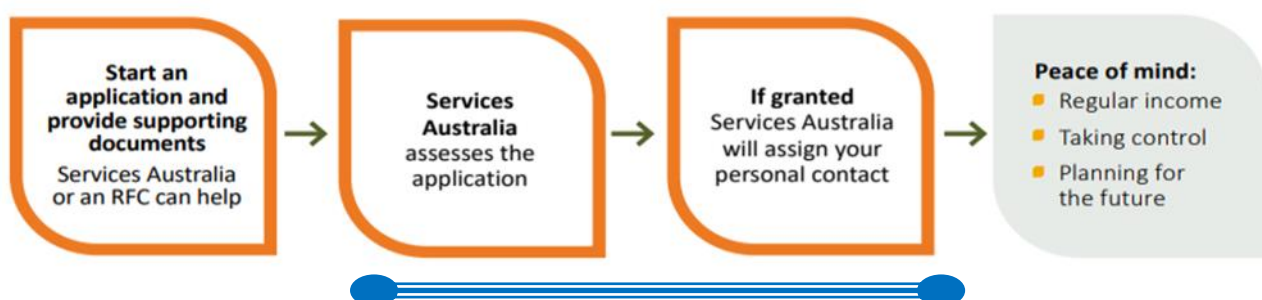 Start an
application and
provide supporting
documents
Services Australia
or an RFC can help
Services
Australia
assesses the
application
If granted
Services Australia
will assign your
personal contact
Peace of mind:
Regular income
Taking control
Planning for
the future